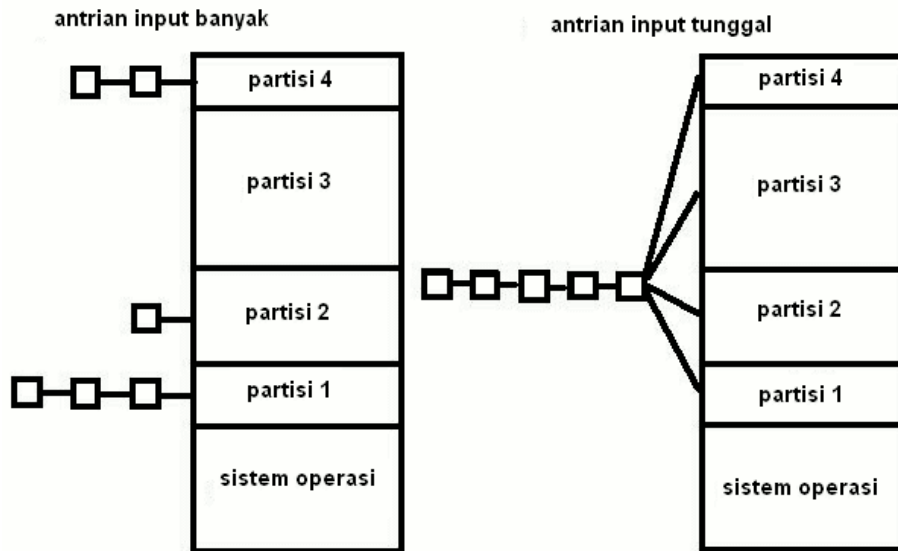 antrian input banyak
partisi 4
partisi 3
partisi 2
partisi 1
sistem operasi
antrian input tunggal
partisi 4
partisi 3
partisi 2
partisi 1
sistem operasi